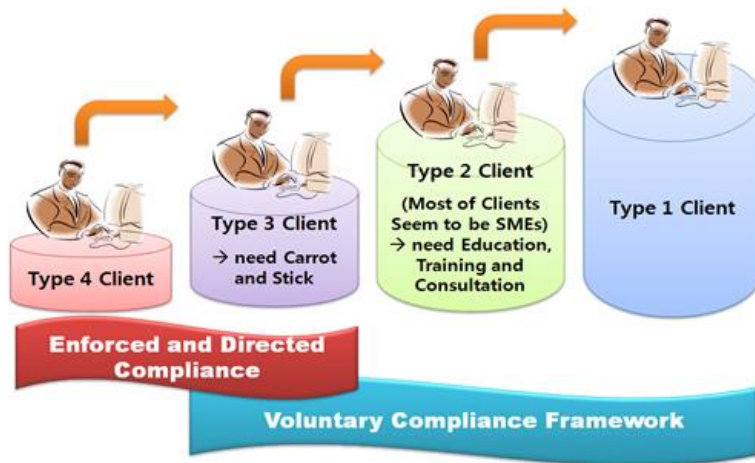 Type 4 Client
Type 3 Client
→ need Carrot
and Stick
Type 2 Client
(Most of Clients
Seem to be SMEs)
→ need Education,
Training and
Consultation
Type 1 Client
Enforced and Directed
Compliance
Voluntary Compliance Framework